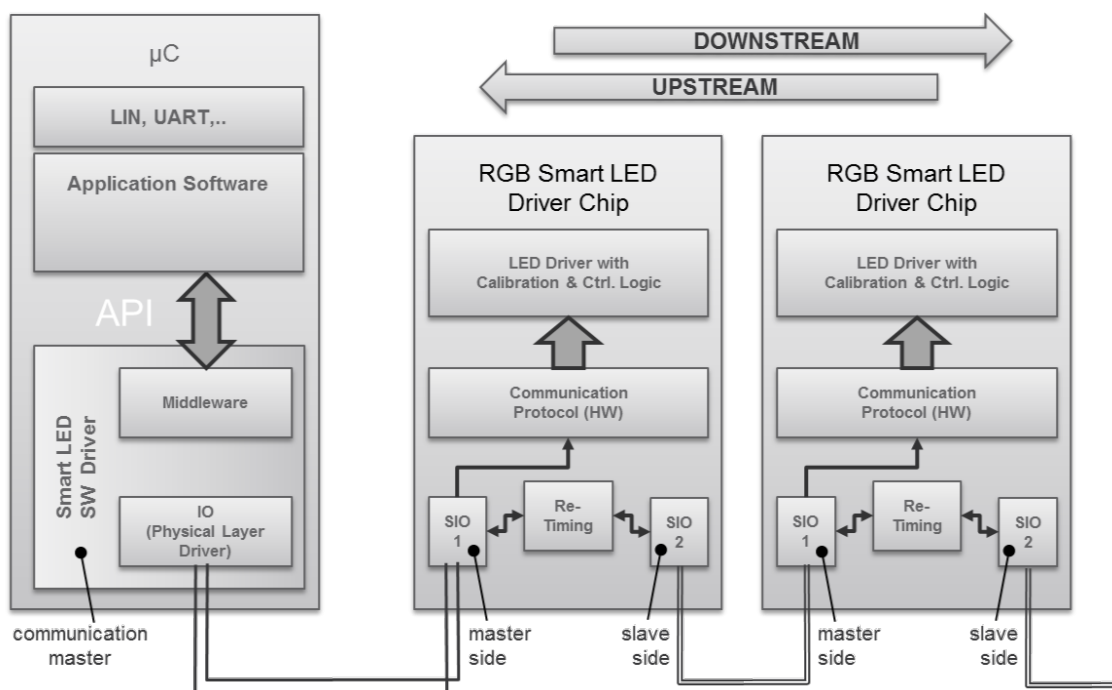 µC
LIN, UART,..
Application Software
API
Middleware
Smart LED
SW Driver
IO
(Physical Layer
Driver)
communication
master
DOWNSTREAM
UPSTREAM
RGB Smart LED
Driver Chip
LED Driver with
Calibration & Ctrl. Logic
Communication
Protocol (HW)
SIO
1
Re-
Timing
SIO
2
master
side
slave
side
RGB Smart LED
Driver Chip
LED Driver with
Calibration & Ctrl. Logic
Communication
Protocol (HW)
SIO
1
Re-
Timing
SIO
2
master
side
slave
side